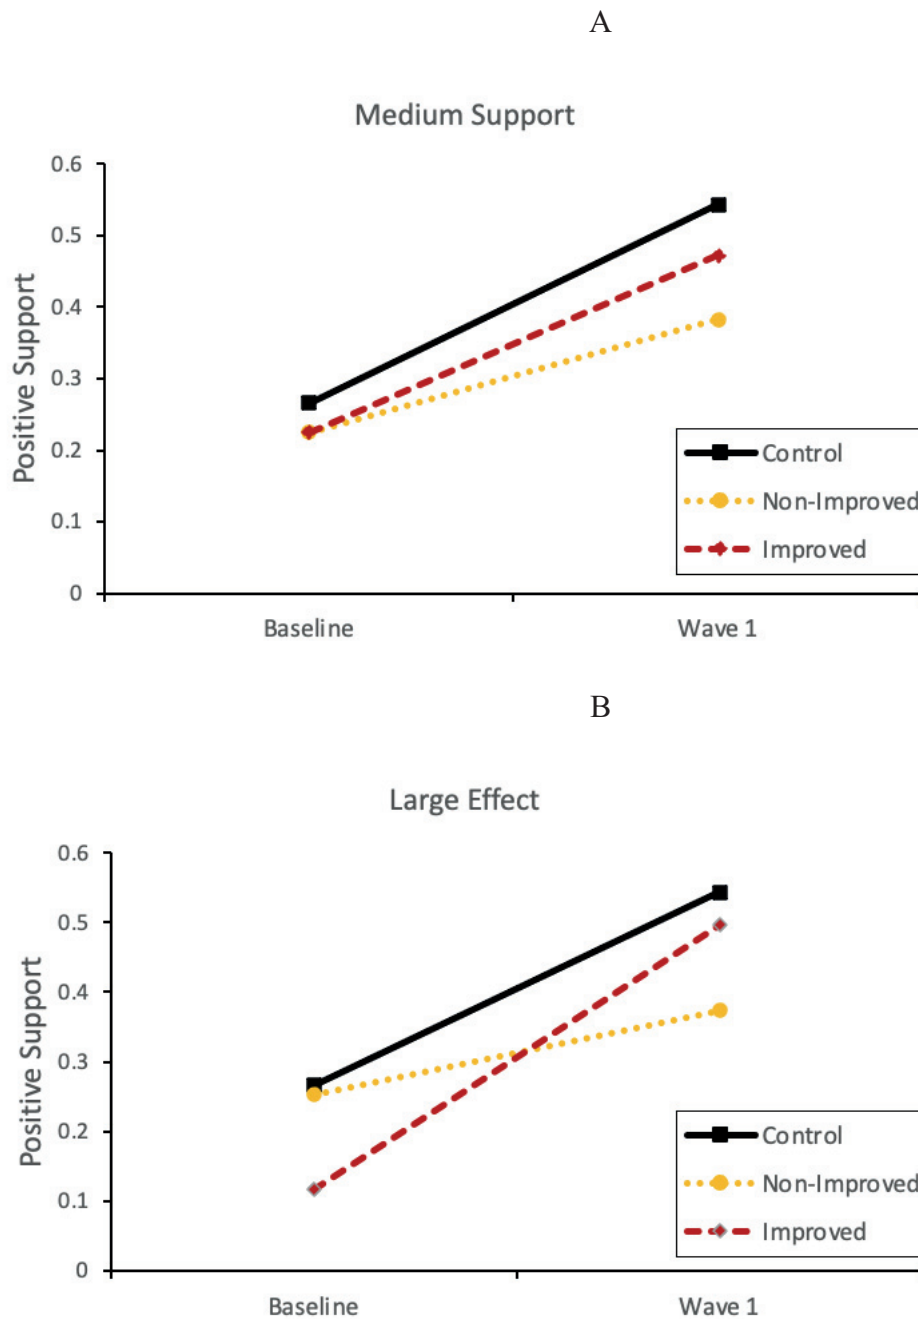 A
Medium Support
0.6
0.5
0.4
0.3
0.2
0.1
0
Positive Support
Control
Non-Improved
Improved
Baseline Wave 1
B
Large Effect
0.6
0.5
0.4
0.3
0.2
0.1
0
Positive Support
Control
Non-Improved
Improved
Baseline Wave 1